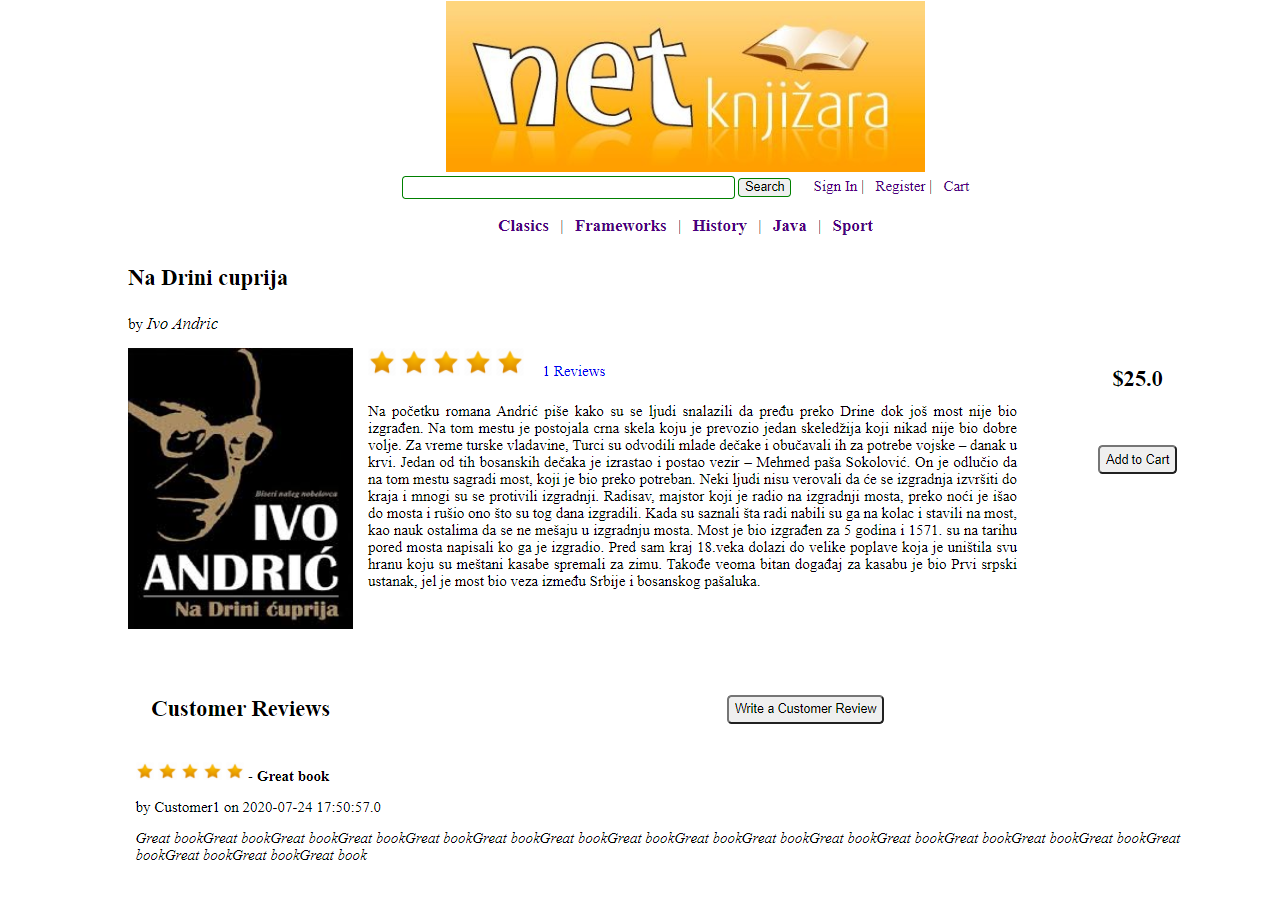 net
knjižara
Search Sign In | Register | Cart
Clasics | Frameworks | History | Java | Sport
Na Drini cuprija
by Ivo Andric
1 Reviews
$25.0
Na početku romana Andrić piše kako su se ljudi snalazili da pređu preko Drine dok još most nije bio
izgrađen. Na tom mestu je postojala crna skela koju je prevozio jedan skeledžija koji nikad nije bio dobre
volje. Za vreme turske vladavine, Turci su odvodili mlade dečake i obučavali ih za potrebe vojske – danak u
krvi. Jedan od tih bosanskih dečaka je izrastao i postao vezir – Mehmed paša Sokolović. On je odlučio da
na tom mestu sagradi most, koji je bio preko potreban. Neki ljudi nisu verovali da će se izgradnja izvršiti do
kraja i mnogi su se protivili izgradnji. Radisav, majstor koji je radio na izgradnji mosta, preko noći je išao
do mosta i rušio ono što su tog dana izgradili. Kada su saznali šta radi nabili su ga na kolac i stavili na most,
kao nauk ostalima da se ne mešaju u izgradnju mosta. Most je bio izgrađen za 5 godina i 1571. su na tarihu
pored mosta napisali ko ga je izgradio. Pred sam kraj 18.veka dolazi do velike poplave koja je uništila svu
hranu koju su meštani kasabe spremali za zimu. Takođe veoma bitan događaj za kasabu je bio Prvi srpski
ustanak, jel je most bio veza između Srbije i bosanskog pašaluka.
Add to Cart
Biseri našeg nobelovca
IVO
ANDRIĆ
Na Drini ćuprija
Customer Reviews
Write a Customer Review
- Great book
by Customer1 on 2020-07-24 17:50:57.0
Great bookGreat bookGreat bookGreat bookGreat bookGreat bookGreat bookGreat bookGreat bookGreat bookGreat bookGreat bookGreat bookGreat bookGreat bookGreat
bookGreat bookGreat bookGreat book